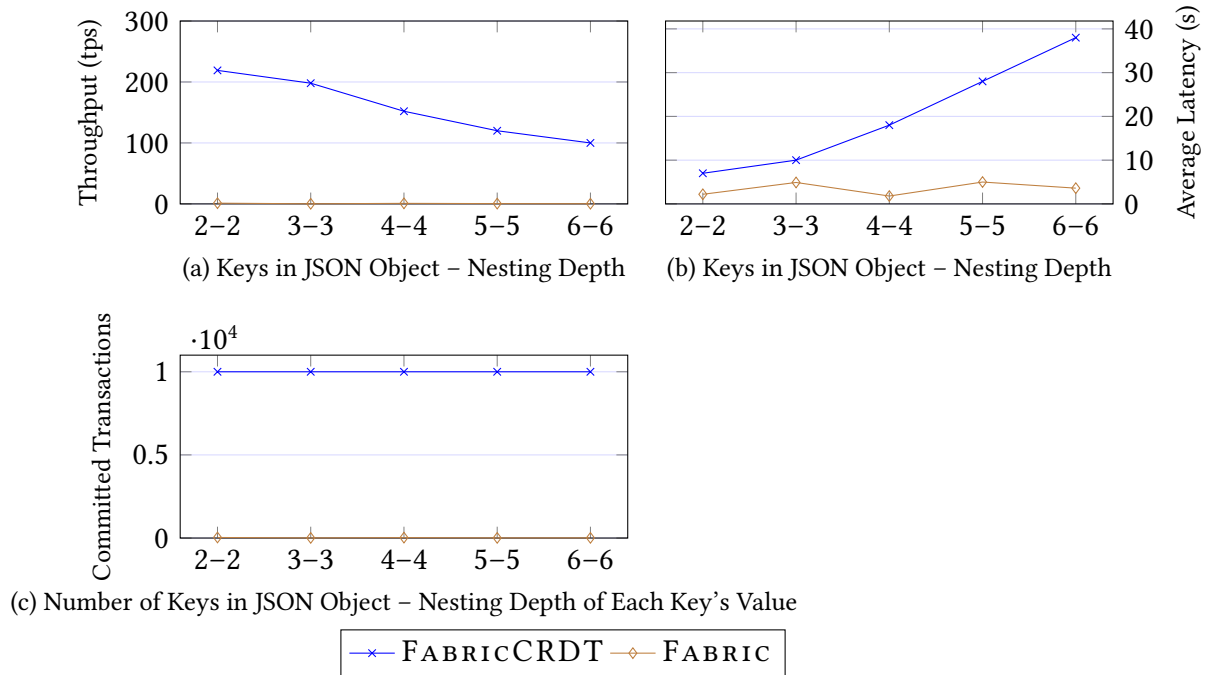 Throughput (tps)
300
200
100
0
2–2 3–3 4–4 5–5 6–6
(a) Keys in JSON Object – Nesting Depth
Average Latency (s)
40
30
20
10
0
2–2 3–3 4–4 5–5 6–6
(b) Keys in JSON Object – Nesting Depth
Committed Transactions
·10⁴
1
0.5
0
2–2 3–3 4–4 5–5 6–6
(c) Number of Keys in JSON Object – Nesting Depth of Each Key's Value
FABRICCRDT FABRIC